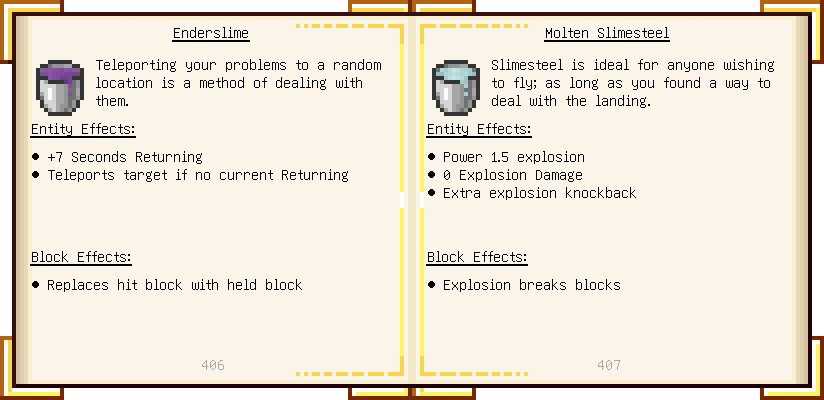 Enderslime
Teleporting your problems to a random
location is a method of dealing with
them.
Entity Effects:
● +7 Seconds Returning
● Teleports target if no current Returning
Block Effects:
● Replaces hit block with held block
406
Molten Slimesteel
Slimesteel is ideal for anyone wishing
to fly; as long as you found a way to
deal with the landing.
Entity Effects:
● Power 1.5 explosion
● 0 Explosion Damage
● Extra explosion knockback
Block Effects:
● Explosion breaks blocks
407